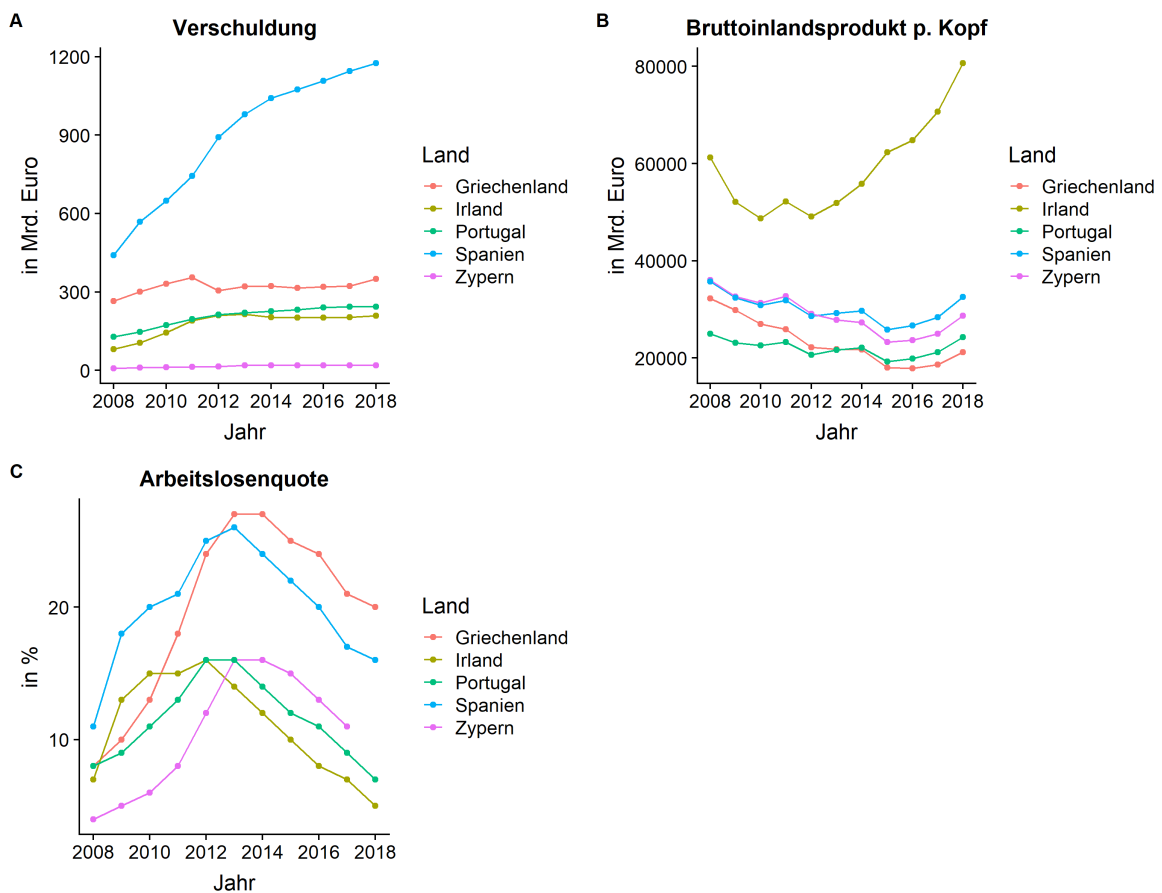 A
Verschuldung
1200
900
600
300
0
in Mrd. Euro
2008 2010 2012 2014 2016 2018
Jahr
Land
Griechenland
Irland
Portugal
Spanien
Zypern
B
Bruttoinlandsprodukt p. Kopf
80000
60000
40000
20000
in Mrd. Euro
2008 2010 2012 2014 2016 2018
Jahr
Land
Griechenland
Irland
Portugal
Spanien
Zypern
C
Arbeitslosenquote
20
10
in %
2008 2010 2012 2014 2016 2018
Jahr
Land
Griechenland
Irland
Portugal
Spanien
Zypern